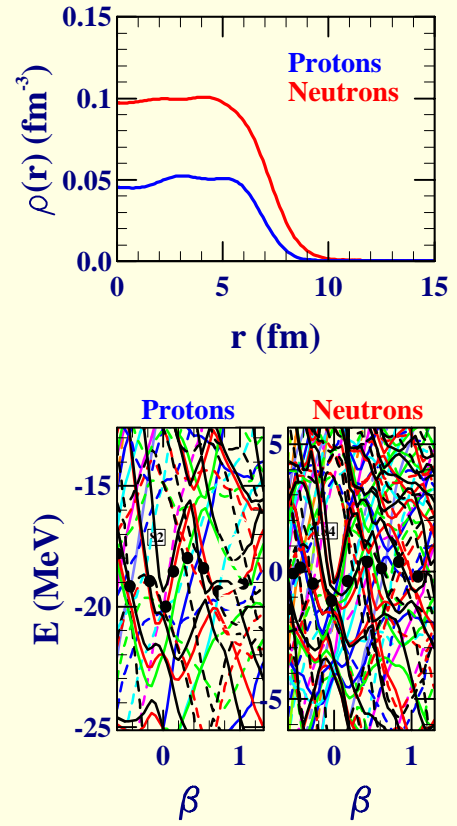 ρ(r) (fm⁻³)
0.15
0.1
0.05
0.0
Protons
Neutrons
0 5 10 15
r (fm)
Protons Neutrons
E (MeV)
-15
-20
-25
5
0
-5
0 1
0 1
β β